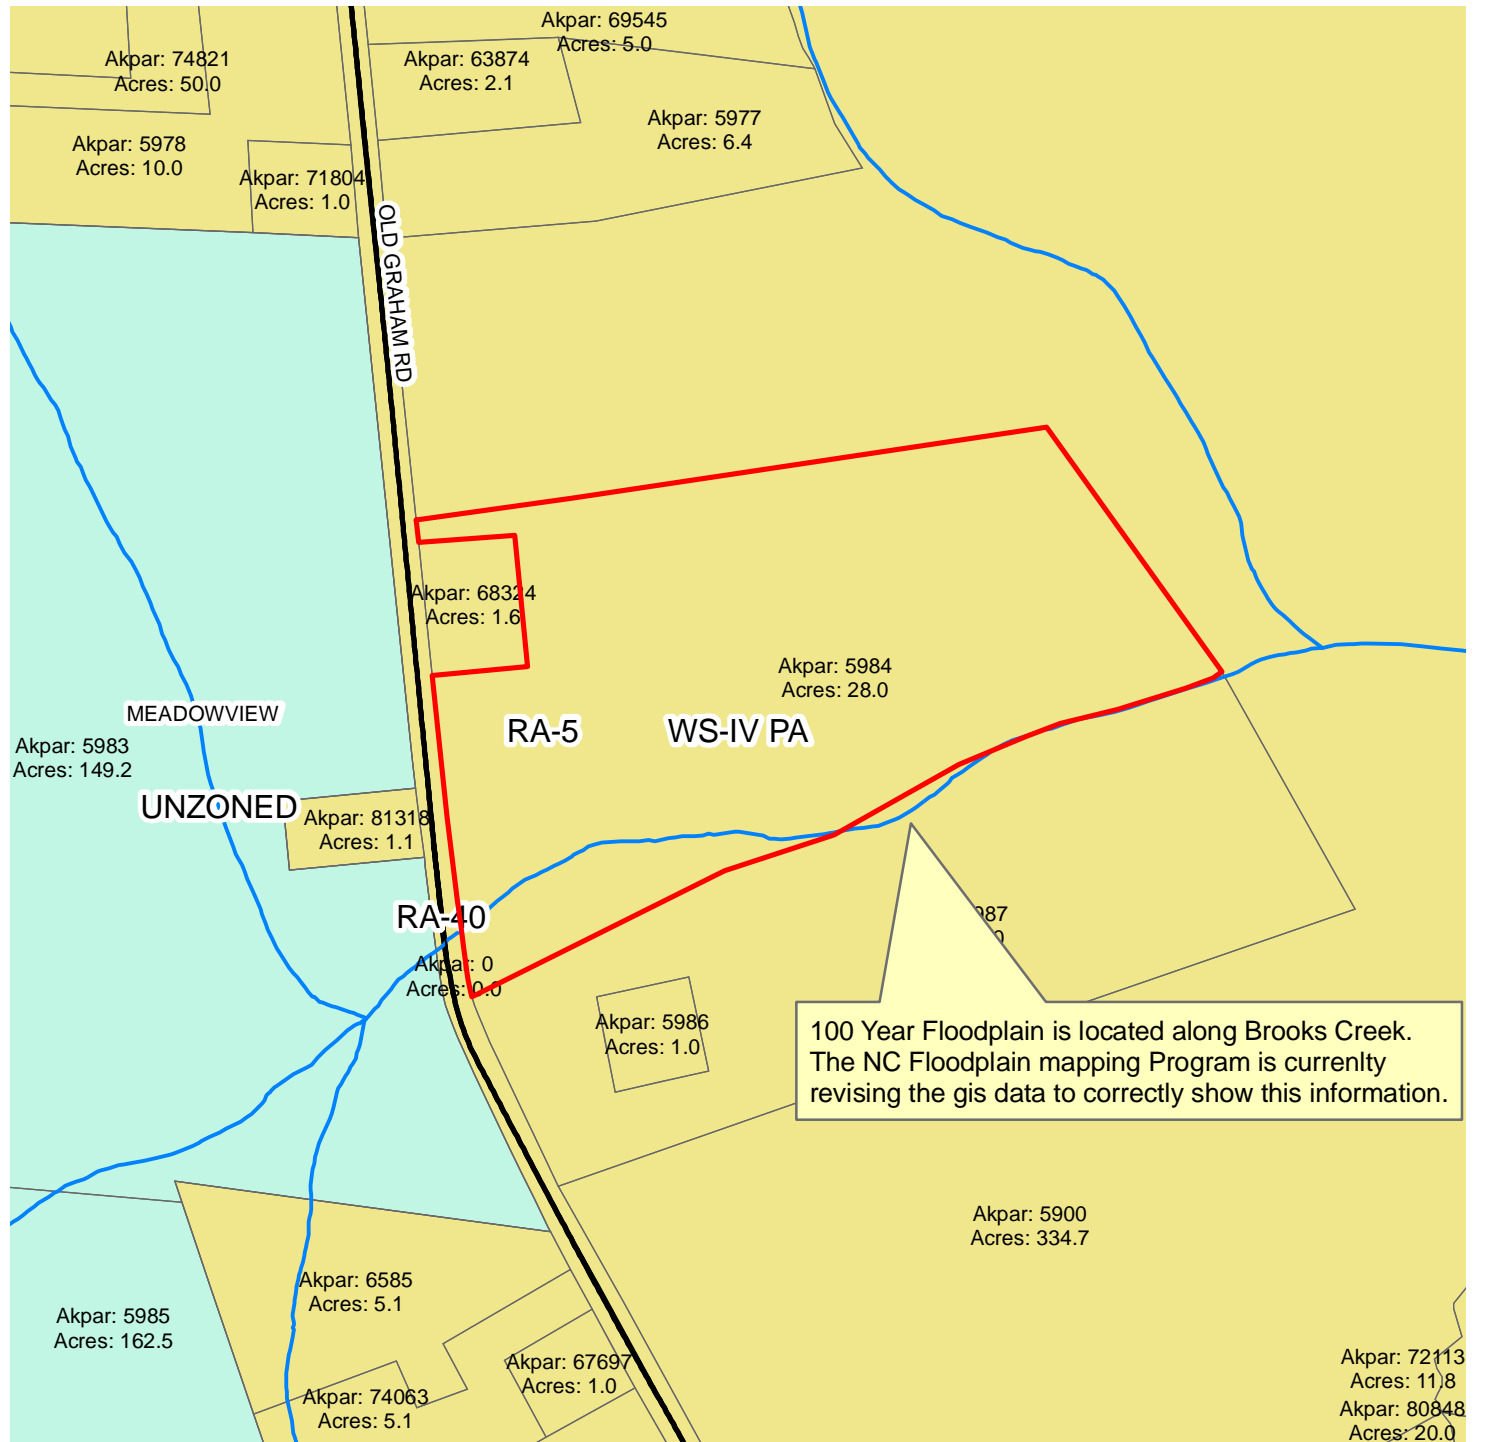 Akpar: 69545
Acres: 5.0
Akpar: 74821
Acres: 50.0
Akpar: 63874
Acres: 2.1
Akpar: 5977
Acres: 6.4
Akpar: 5978
Acres: 10.0
Akpar: 71804
Acres: 1.0
OLD GRAHAM RD
Akpar: 68324
Acres: 1.6
Akpar: 5984
Acres: 28.0
MEADOWVIEW
RA-5
WS-IV PA
Akpar: 5983
Acres: 149.2
UNZONED
Akpar: 81318
Acres: 1.1
RA-40
987
0
Akpar: 0
Acres: 0.0
Akpar: 5986
Acres: 1.0
100 Year Floodplain is located along Brooks Creek.
The NC Floodplain mapping Program is currenlty
revising the gis data to correctly show this information.
Akpar: 5900
Acres: 334.7
Akpar: 6585
Acres: 5.1
Akpar: 5985
Acres: 162.5
Akpar: 67697
Acres: 1.0
Akpar: 74063
Acres: 5.1
Akpar: 72113
Acres: 11.8
Akpar: 80848
Acres: 20.0